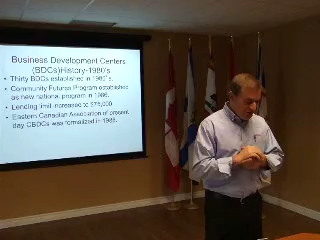 Business Development Centers
(BDCs)History-1980's
• Thirty BDCs established in 1980's.
• Community Futures Program established
as new national program in 1986.
• Lending limit increased to $75,000
• Eastern Canadian Association of present
day CBDCs was formalized in 1988.